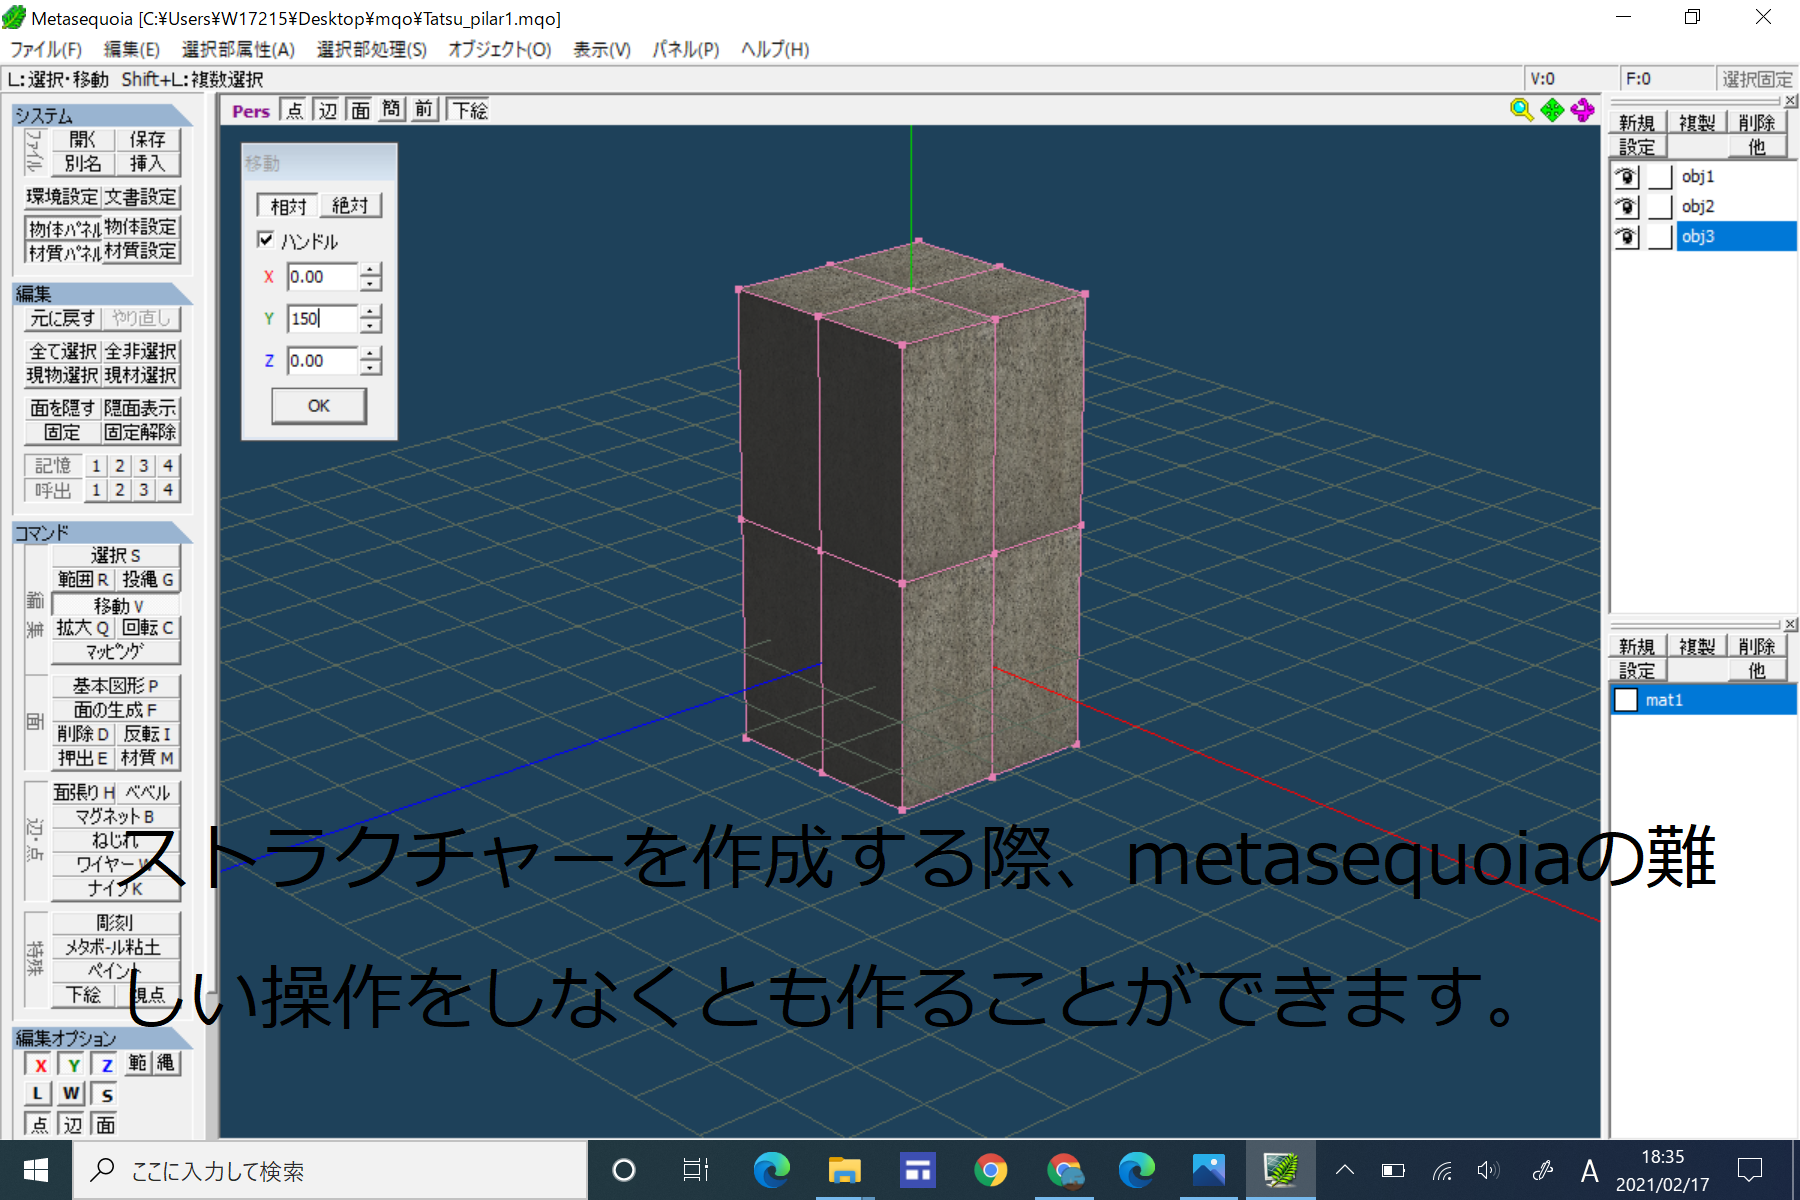 Metasequoia [C:¥Users¥W17215¥Desktop¥mqo¥Tatsu_pilar1.mqo]
ファイル(F) 編集(E) 選択部属性(A) 選択部処理(S) オブジェクト(O) 表示(V) パネル(P) ヘルプ(H)
L:選択・移動 Shift+L:複数選択 V:0 F:0 選択固定
システム
ファイル
開く 保存
別名 挿入
環境設定 文書設定
物体パネル 物体設定
材質パネル 材質設定
編集
元に戻す やり直し
全て選択 全非選択
現物選択 現材選択
面を隠す 隠面表示
固定 固定解除
記憶 1 2 3 4
呼出 1 2 3 4
コマンド
選択 S
範囲 R 投縄 G
移動 V
拡大 Q 回転 C
マッピング
基本図形 P
面の生成 F
削除 D 反転 I
押出 E 材質 M
面
面張り H ベベル
マグネット B
ねじれ
ワイヤー W
ナイフ K
辺・点
彫刻
メタボール粘土
ペイント
下絵 視点
特殊
編集オプション
X Y Z 範 縄
L W S
点 辺 面
Pers 点 辺 面 簡 前 下絵
移動
相対 絶対
ハンドル
X 0.00
Y 150
Z 0.00
OK
新規 複製 削除
設定 他
obj1
obj2
obj3
新規 複製 削除
設定 他
mat1
ストラクチャーを作成する際、metasequoiaの難
しい操作をしなくとも作ることができます。
ここに入力して検索
A
18:35
2021/02/17